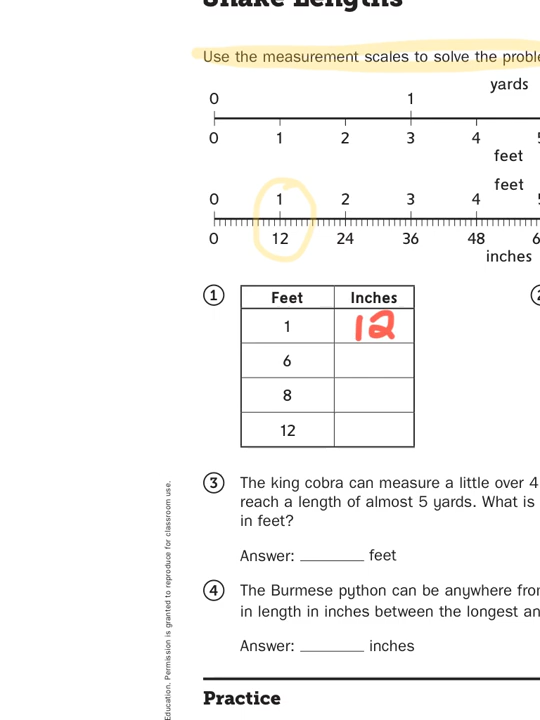 Snake Lengths
Use the measurement scales to solve the
yards
0 1
0 1 2 3 4
feet
feet
0 1 2 3 4
0 12 24 36 48
inches
1
Feet Inches
1 12
6
8
12
3 The king cobra can measure a little over 4
reach a length of almost 5 yards. What is
in feet?
Answer: ________ feet
4 The Burmese python can be anywhere
in length in inches between the longest
Answer: ________ inches
Practice
Education. Permission is granted to reproduce for classroom use.